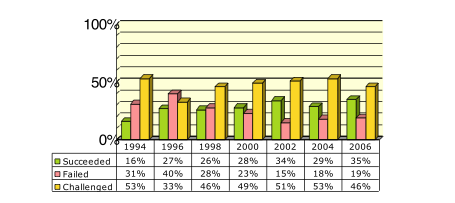 100%
50%
0%
1994 1996 1998 2000 2002 2004 2006
Succeeded 16% 27% 26% 28% 34% 29% 35%
Failed 31% 40% 28% 23% 15% 18% 19%
Challenged 53% 33% 46% 49% 51% 53% 46%